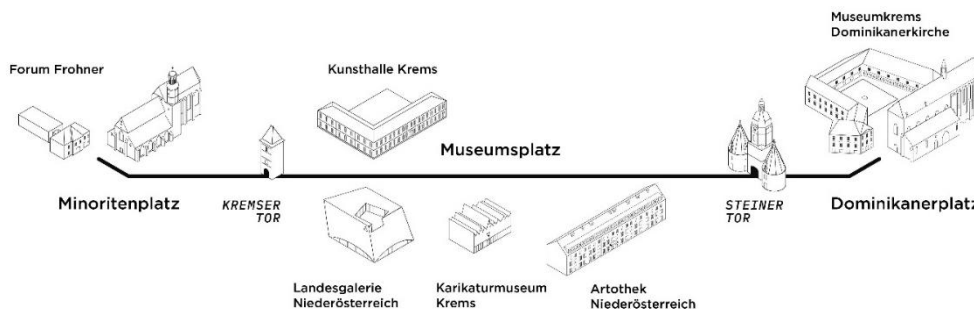 Museumkrems
Dominikanerkirche
Forum Frohner
Kunsthalle Krems
Museumsplatz
Minoritenplatz
KREMSER
TOR
STEINER
TOR
Dominikanerplatz
Landesgalerie
Niederösterreich
Karikaturmuseum
Krems
Artothek
Niederösterreich